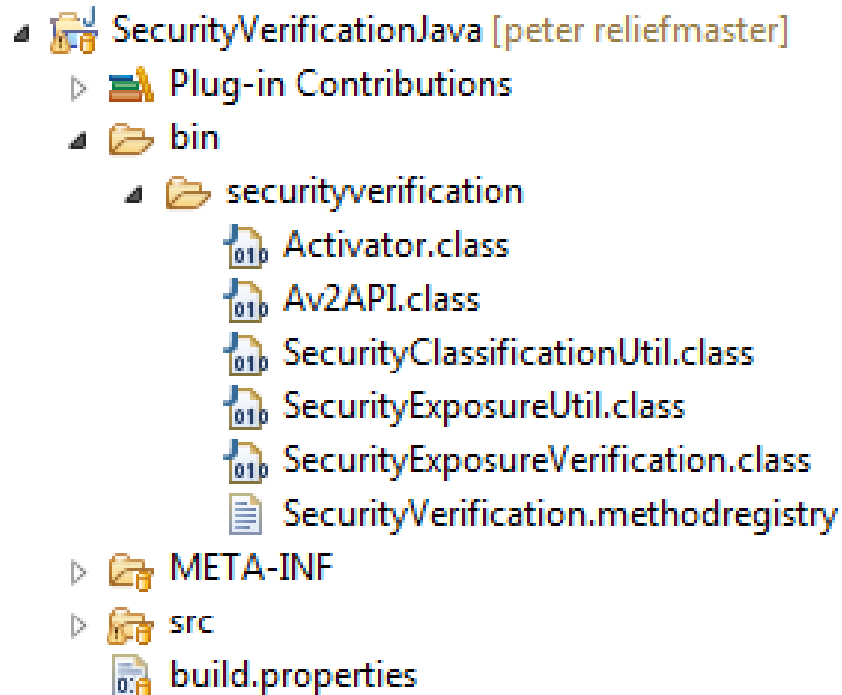 SecurityVerificationJava [peter reliefmaster]
Plug-in Contributions
bin
securityverification
Activator.class
Av2API.class
SecurityClassificationUtil.class
SecurityExposureUtil.class
SecurityExposureVerification.class
SecurityVerification.methodregistry
META-INF
src
build.properties